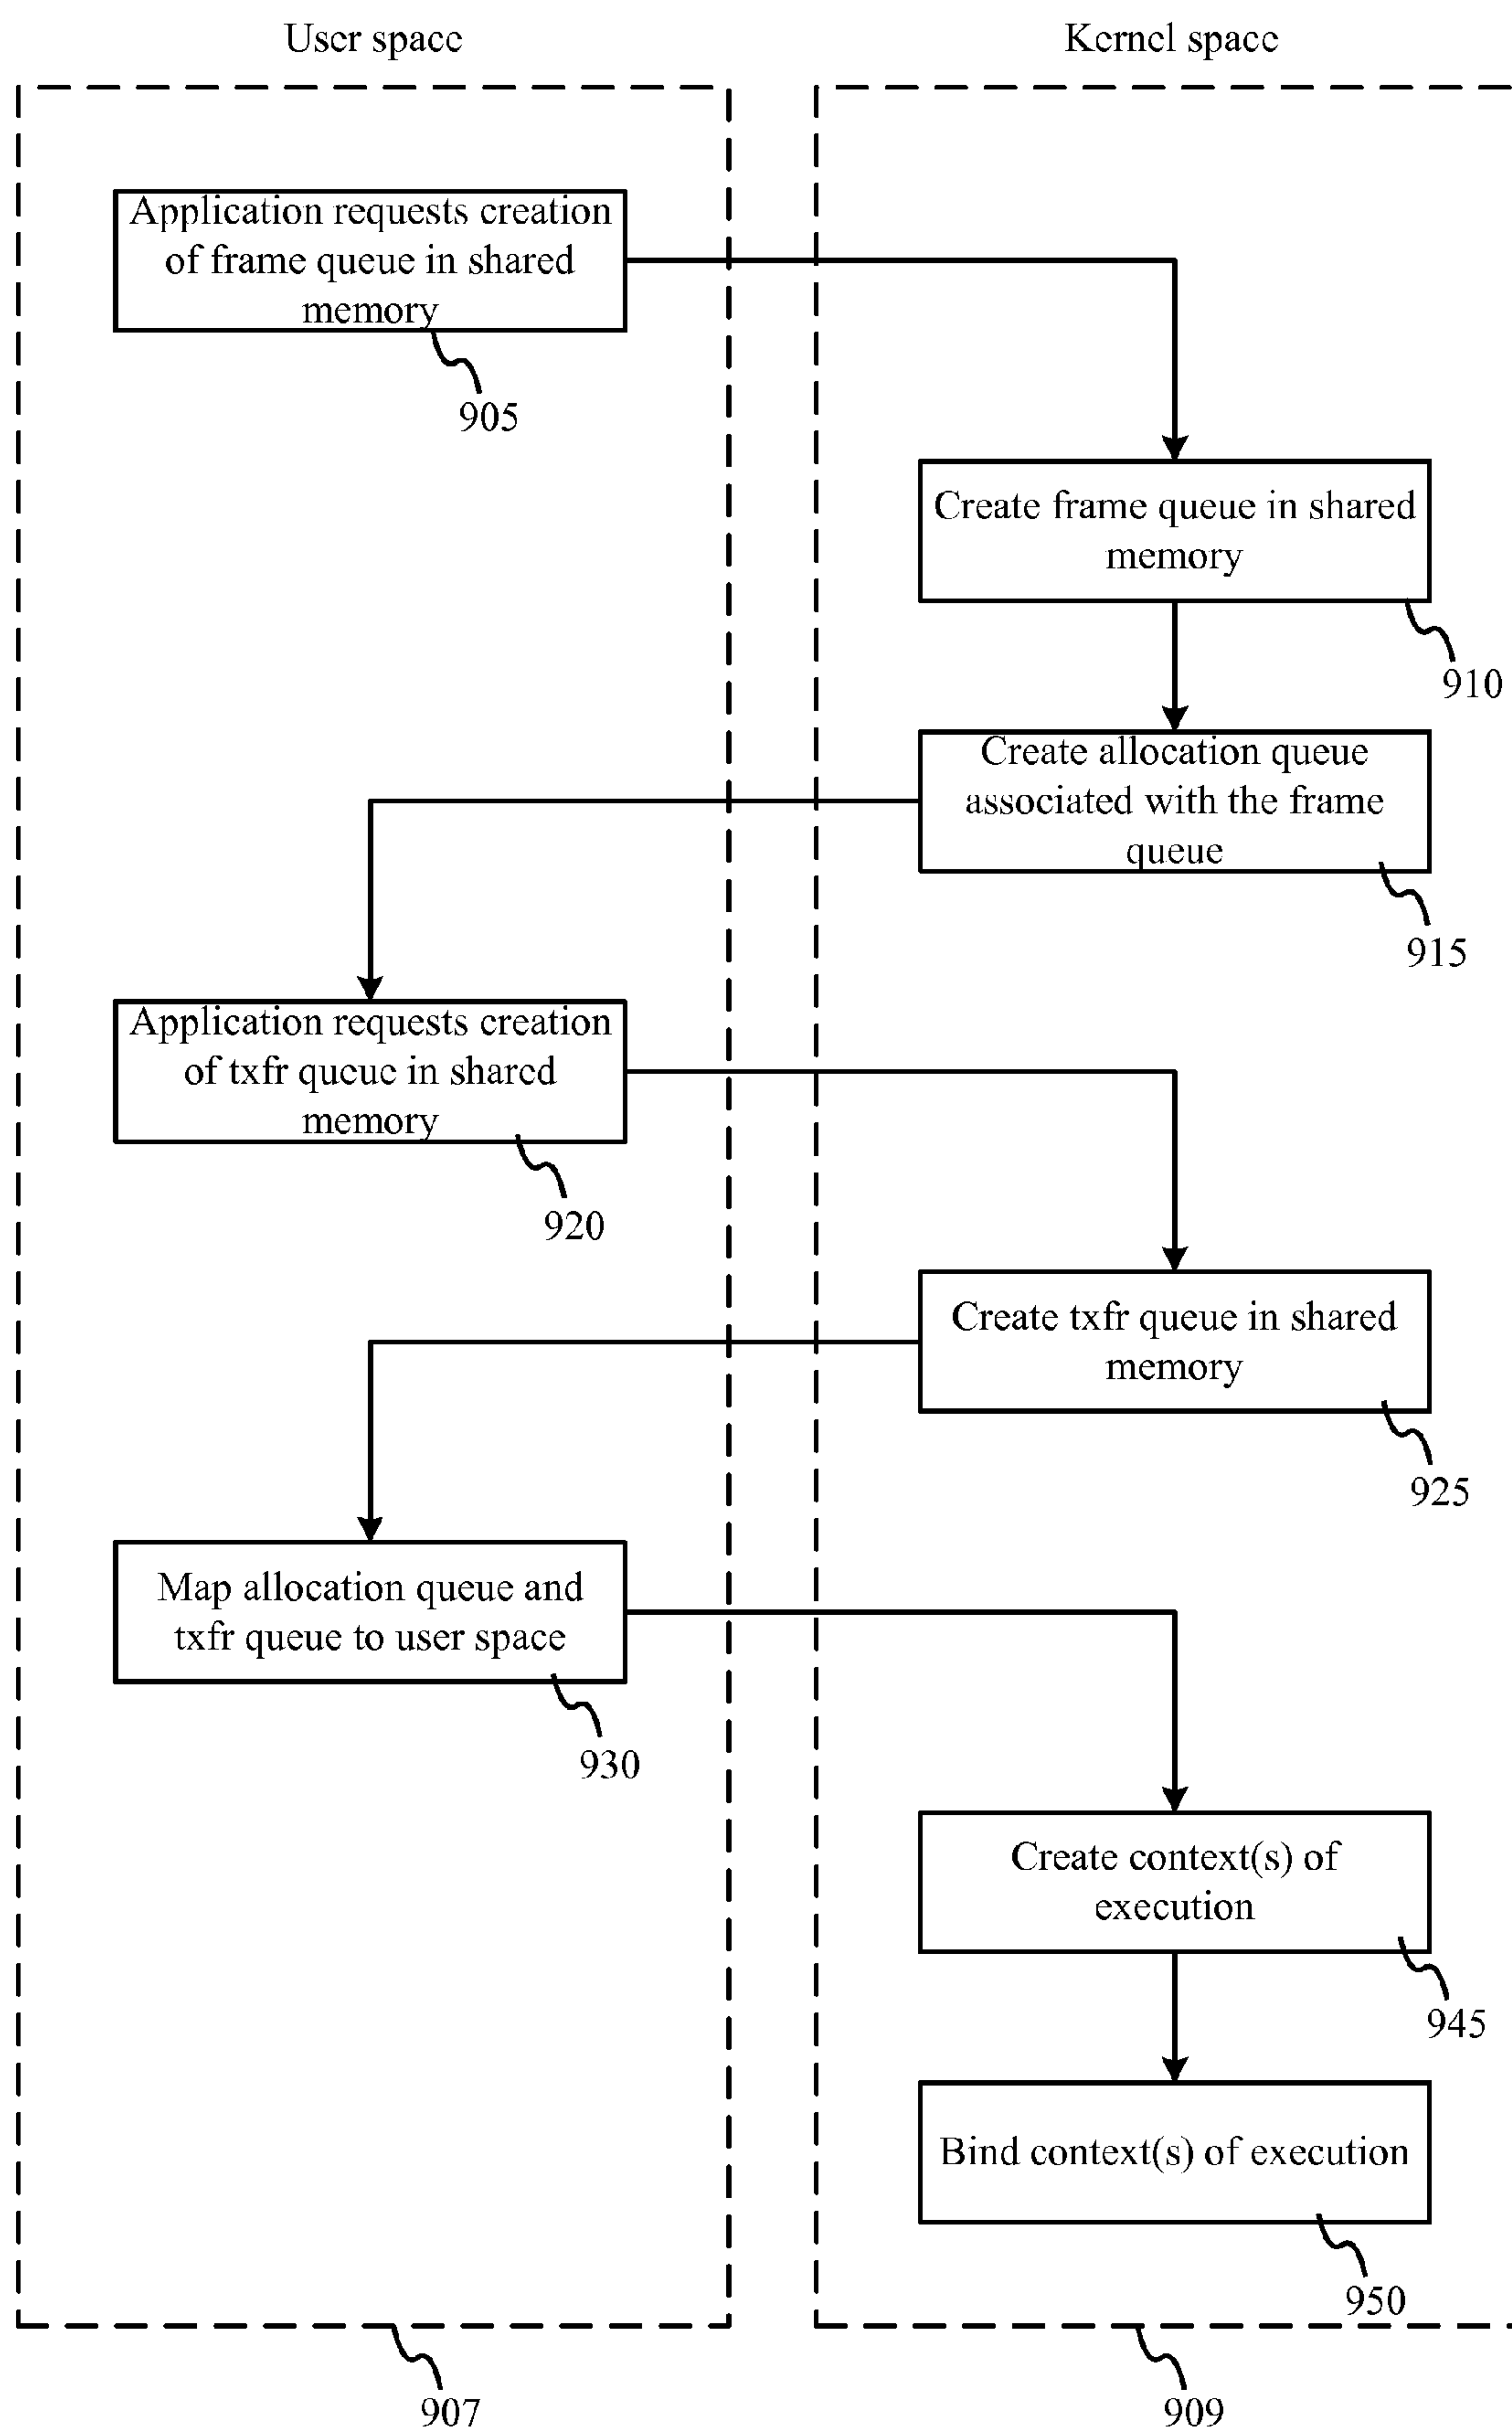 User space
Kernel space
Application requests creation
of frame queue in shared
memory
905
Create frame queue in shared
memory
910
Create allocation queue
associated with the frame
queue
915
Application requests creation
of txfr queue in shared
memory
920
Create txfr queue in shared
memory
925
Map allocation queue and
txfr queue to user space
930
Create context(s) of
execution
945
Bind context(s) of execution
950
907
909